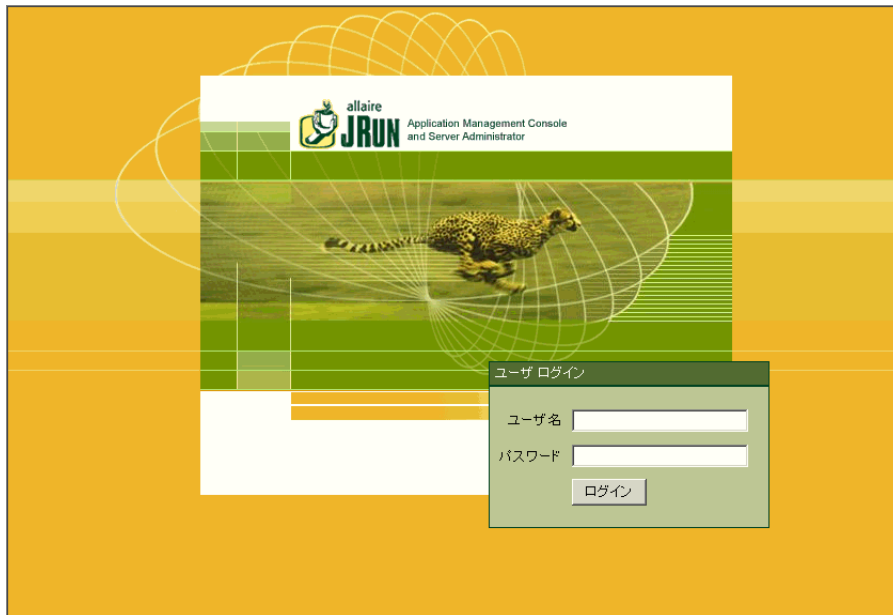 allaire
JRUN
Application Management Console
and Server Administrator
ユーザ ログイン
ユーザ名
パスワード
ログイン